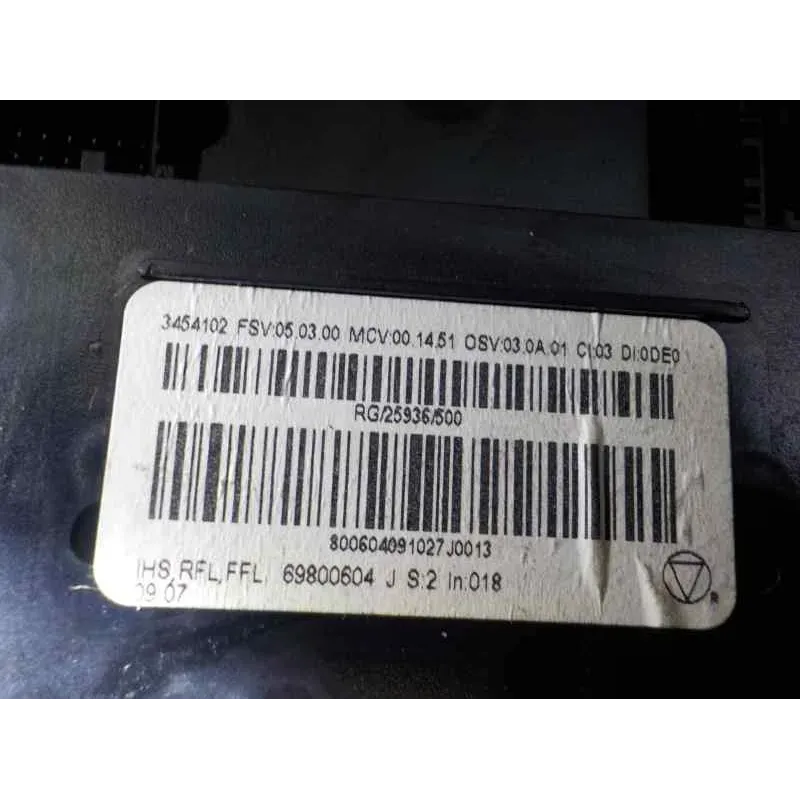 3454102 FSV:05.03.00 MCV:00.14.51 OSV:03.0A.01 CI:03 DI:0DE0
RG/25936/500
800604091027J0013
IHS, RFL, FFL, 69800604 J S:2 In:018
09 07
R